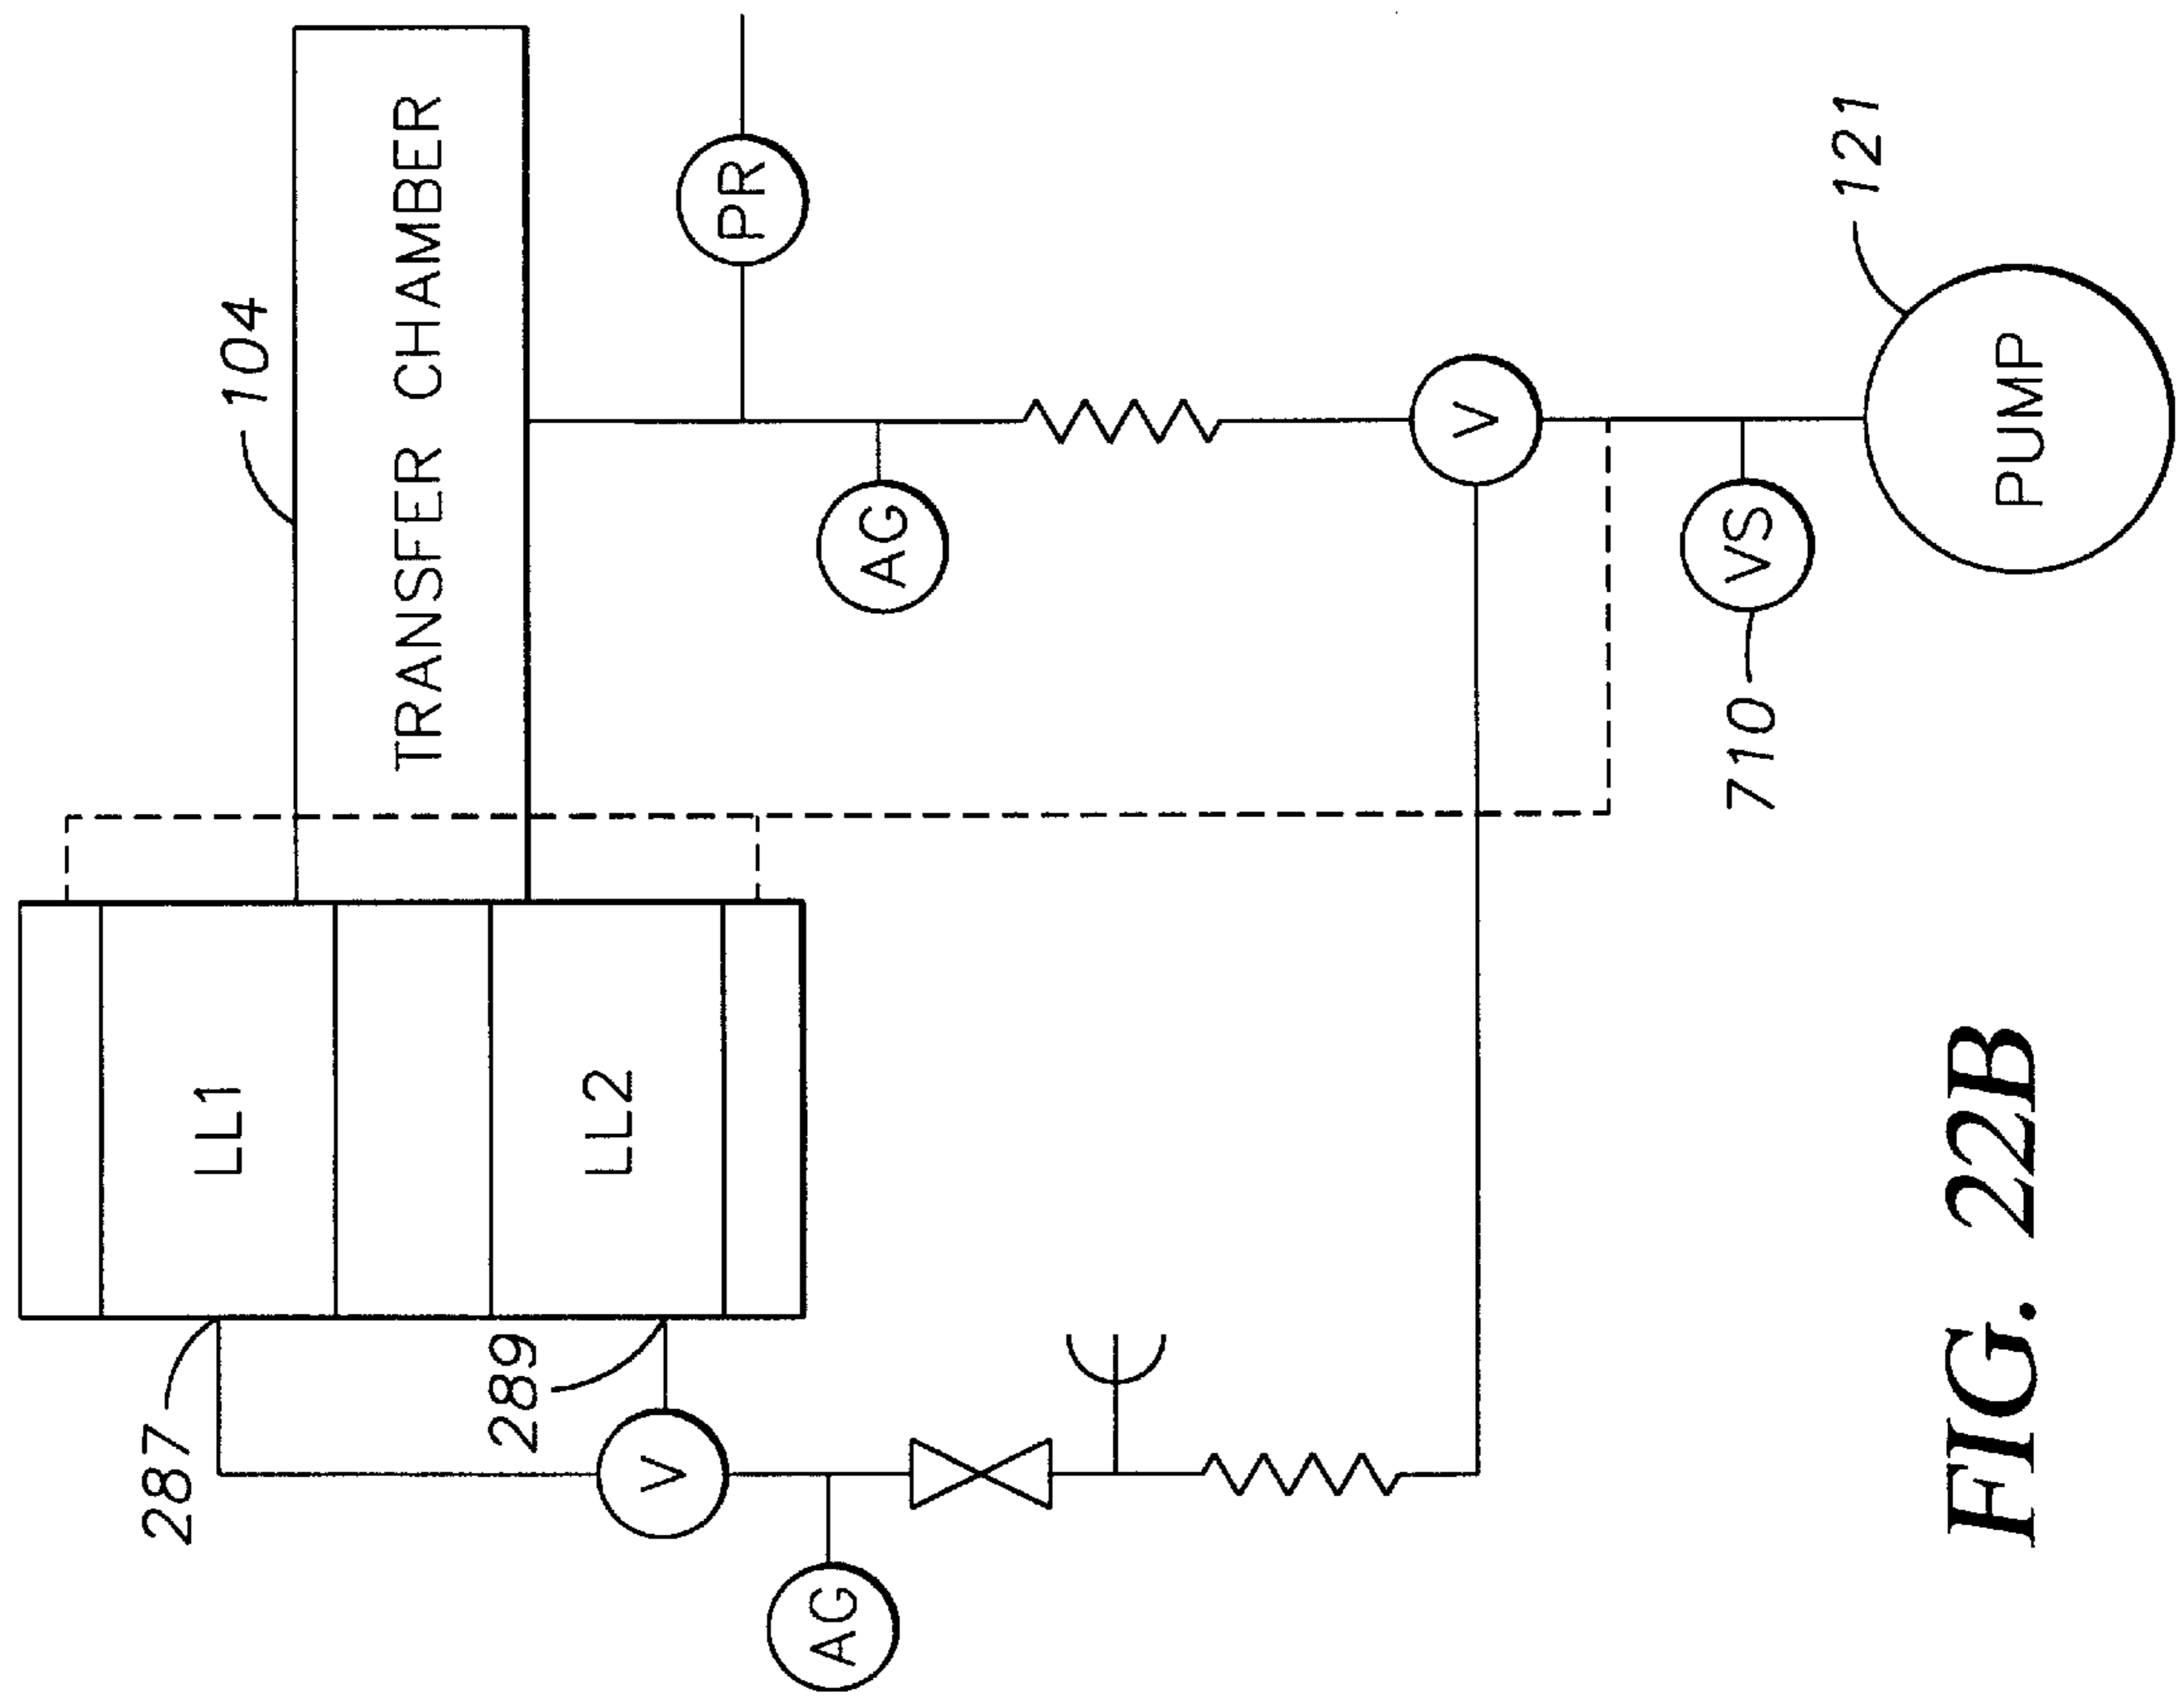 104
TRANSFER CHAMBER
PR
LL1
LL2
287
289
V
AG
AG
V
VS
710
PUMP
121
FIG. 22B